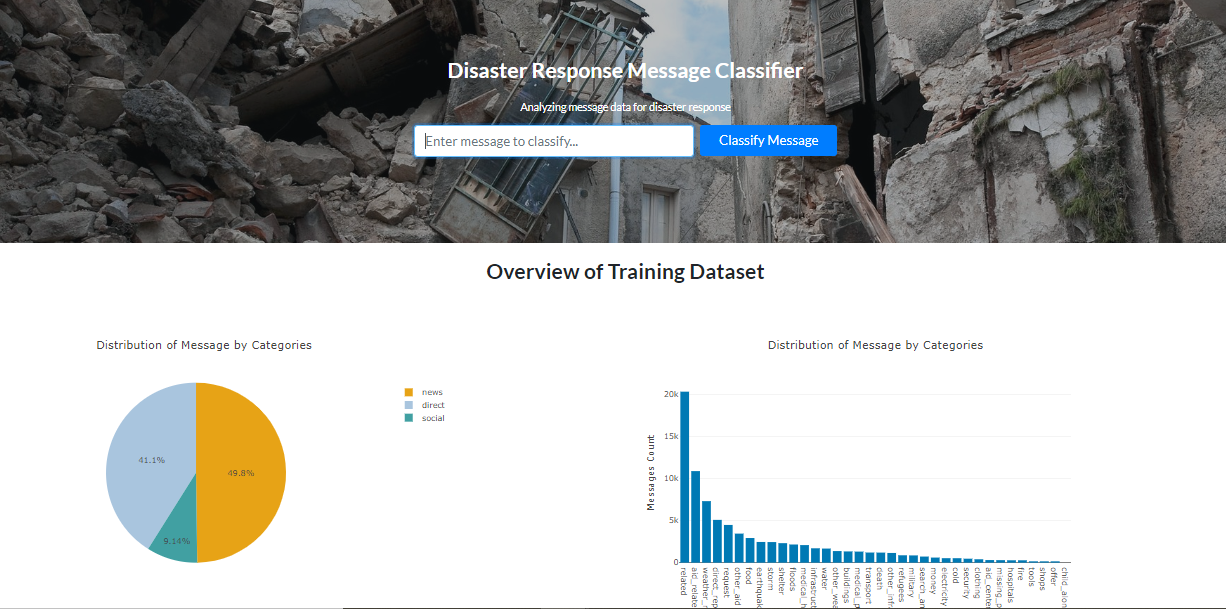 Disaster Response Message Classifier
Analyzing message data for disaster response
Enter message to classify...
Classify Message
Overview of Training Dataset
Distribution of Message by Categories
news
direct
social
41.1%
49.8%
9.14%
Distribution of Message by Categories
Messages Count
20k
15k
10k
5k
0
related
aid_relate
weather_r
direct_rep
request
other_aid
food
earthquak
storm
shelter
floods
medical_h
infrastruct
water
other_wea
buildings
medical_p
transport
death
other_infr
refugees
military
search_an
money
electricity
cold
security
clothing
aid_center
missing_p
hospitals
fire
tools
shops
offer
child_alon